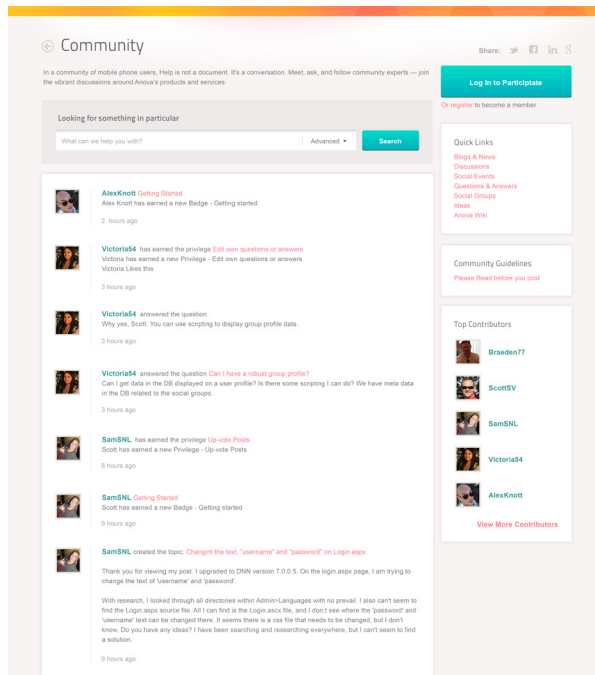 Community
Share:
In a community of mobile phone users, Help is not a document. It's a conversation. Meet, ask, and follow community experts — join
the vibrant discussions around Anova's products and services.
Log In to Participtate
Or register to become a member
Looking for something in particular
What can we help you with?
Advanced
Search
AlexKnott Getting Started
Alex Knott has earned a new Badge - Getting started
2 hours ago
Victoria54 has earned the privilege Edit own questions or answers
Victoria has earned a new Privilege - Edit own questions or answers
Victoria Likes this
3 hours ago
Victoria54 answered the question
Why yes, Scott. You can use scripting to display group profile data.
3 hours ago
Victoria54 answered the question Can I have a robust group profile?
Can I get data in the DB displayed on a user profile? Is there some scripting I can do? We have meta data
in the DB related to the social groups.
3 hours ago
SamSNL has earned the privilege Up-vote Posts
Scott has earned a new Privilege - Up-vote Posts
8 hours ago
SamSNL Getting Started
Scott has earned a new Badge - Getting started
9 hours ago
SamSNL created the topic: Changint the text, "username" and "password" on Login.aspx
Thank you for viewing my post. I upgraded to DNN version 7.0.0.5. On the login.aspx page, I am trying to
change the text of 'username' and 'password'.
With research, I looked through all directories within Admin>Languages with no prevail. I also can't seem to
find the Login.aspx source file. All I can find is the Login.ascx file, and I don;t see where the 'password' and
'username' text can be changed there. It seems there is a css file that needs to be changed, but I don't
know. Do you have any ideas? I have been searching and researching everywhere, but I can't seem to find
a solution.
9 hours ago
Quick Links
Blogs & News
Discussions
Social Events
Questions & Answers
Social Groups
Ideas
Anova Wiki
Community Guidelines
Please Read before you post
Top Contributors
Braeden77
ScottSV
SamSNL
Victoria54
AlexKnott
View More Contributors